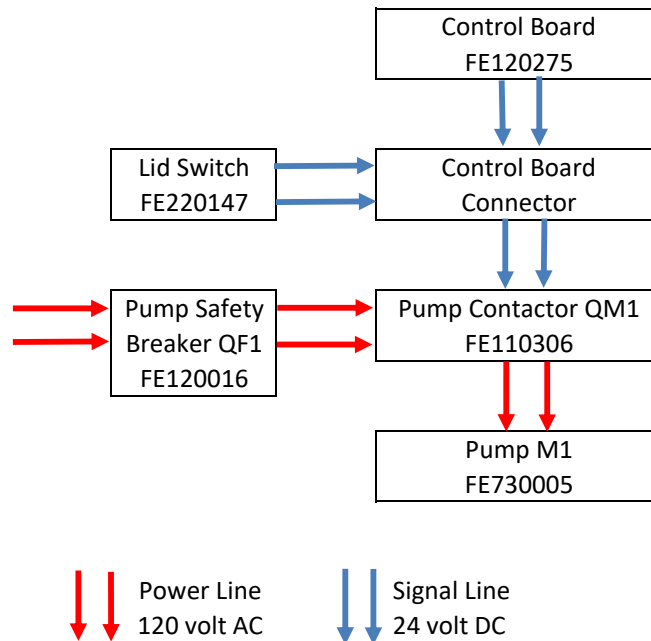 Control Board
FE120275
Lid Switch
FE220147
Control Board
Connector
Pump Safety
Breaker QF1
FE120016
Pump Contactor QM1
FE110306
Pump M1
FE730005
Power Line
120 volt AC
Signal Line
24 volt DC